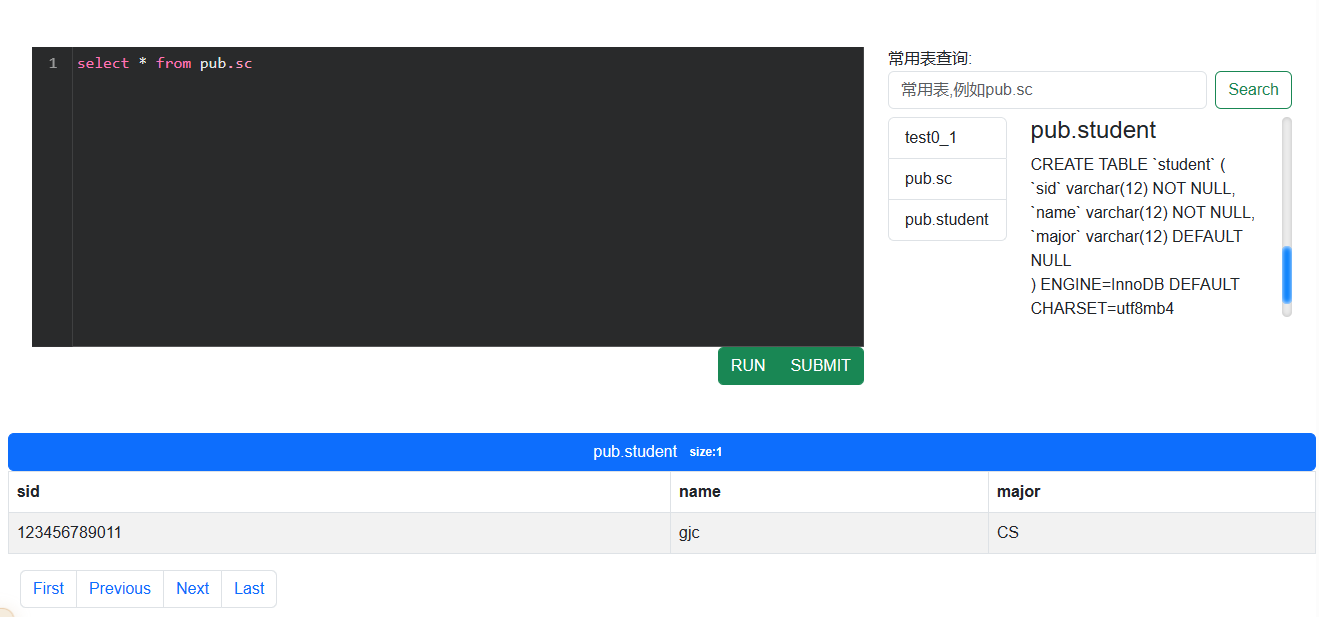 1 select * from pub.sc
常用表查询:
常用表,例如pub.sc Search
test0_1
pub.sc
pub.student
pub.student
CREATE TABLE `student` (
`sid` varchar(12) NOT NULL,
`name` varchar(12) NOT NULL,
`major` varchar(12) DEFAULT
NULL
) ENGINE=InnoDB DEFAULT
CHARSET=utf8mb4
RUN SUBMIT
pub.student size:1
sid name major
123456789011 gjc CS
First Previous Next Last